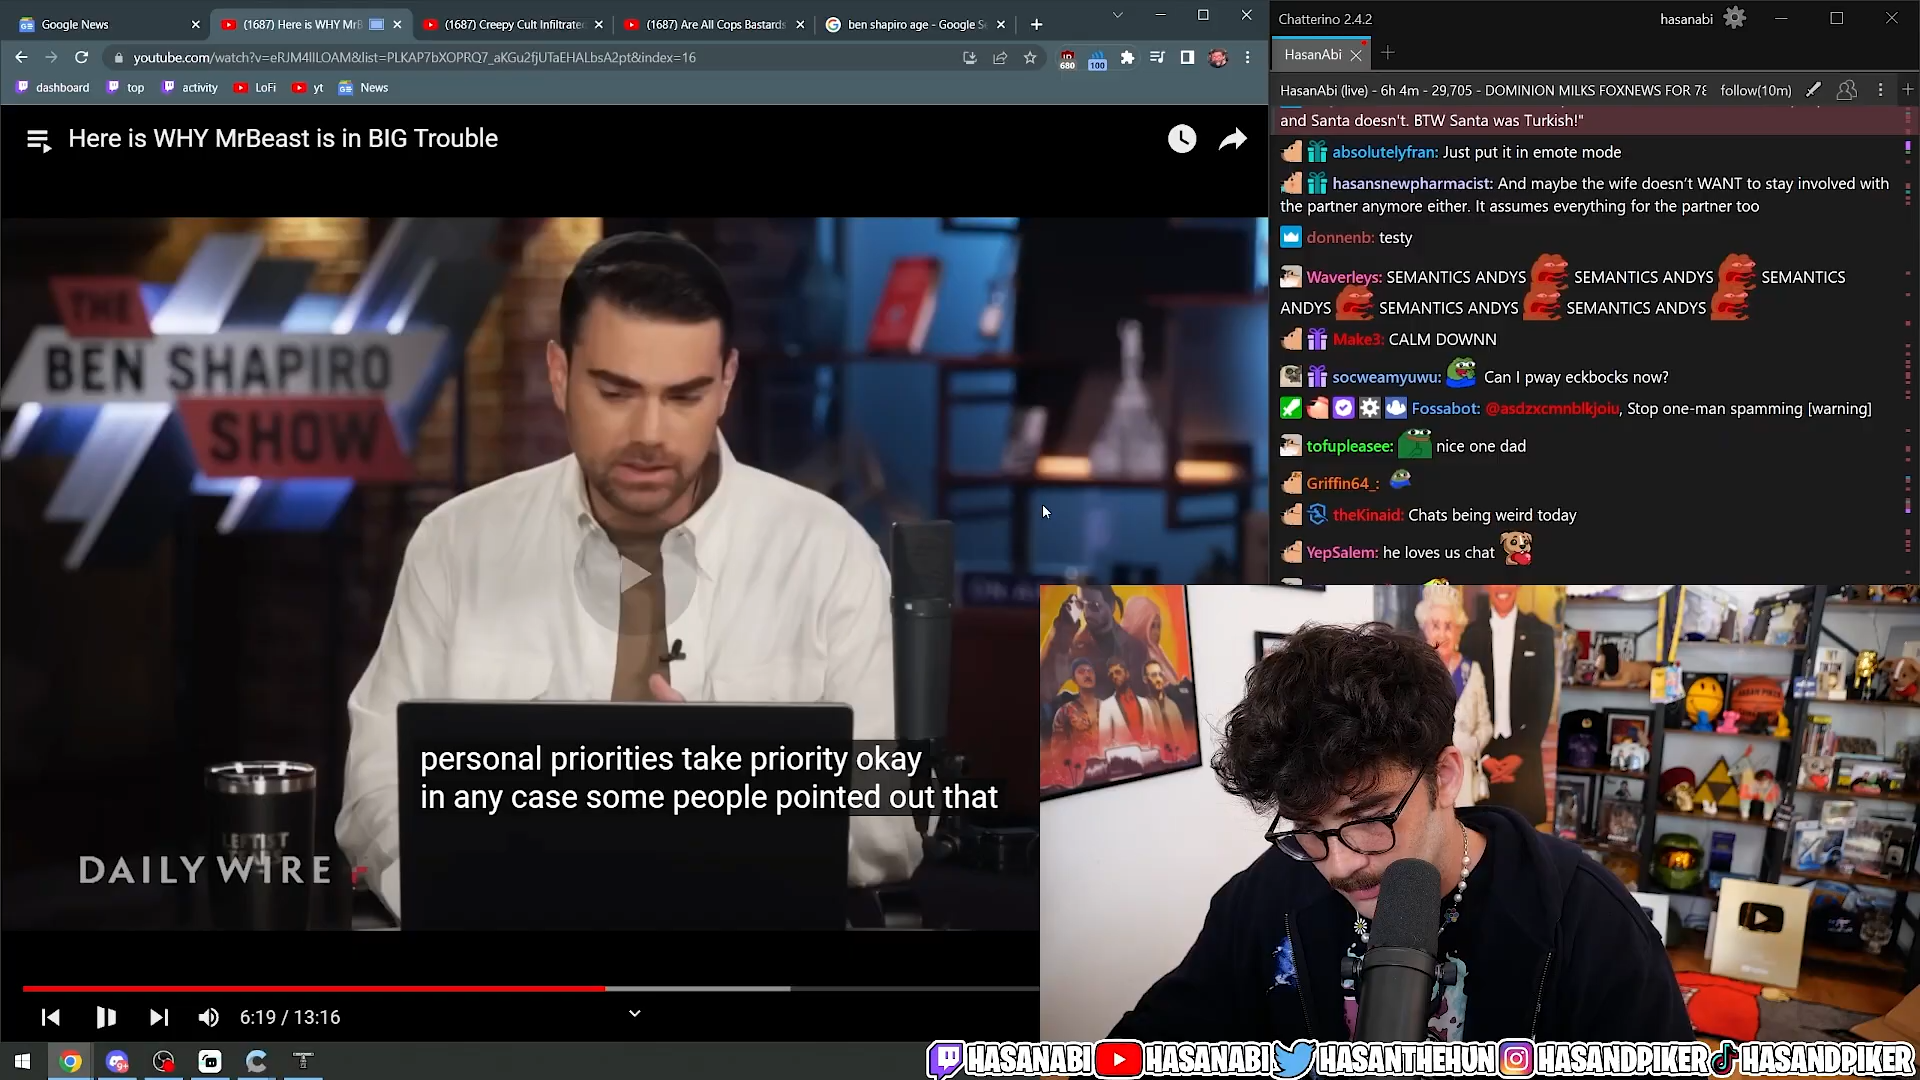 Google News
(1687) Here is WHY MrB
(1687) Creepy Cult Infiltrate
(1687) Are All Cops Bastards
ben shapiro age - Google S
youtube.com/watch?v=eRJM4lILOAM&list=PLKAP7bXOPRQ7_aKGu2fjUTaEHALbsA2pt&index=16
680
100
dashboard
top
activity
LoFi
yt
News
Here is WHY MrBeast is in BIG Trouble
THE
BEN SHAPIRO
SHOW
personal priorities take priority okay
in any case some people pointed out that
LEFTIST
DAILYWIRE
6:19 / 13:16
Chatterino 2.4.2
hasanabi
HasanAbi
HasanAbi (live) - 6h 4m - 29,705 - DOMINION MILKS FOXNEWS FOR 78
follow(10m)
and Santa doesn't. BTW Santa was Turkish!"
absolutelyfran: Just put it in emote mode
hasansnewpharmacist: And maybe the wife doesn't WANT to stay involved with
the partner anymore either. It assumes everything for the partner too
donnenb: testy
Waverleys: SEMANTICS ANDYS SEMANTICS ANDYS SEMANTICS
ANDYS SEMANTICS ANDYS SEMANTICS ANDYS
Make3: CALM DOWNN
socweamyuwu: Can I pway eckbocks now?
Fossabot: @asdzxcmnblkjoiu, Stop one-man spamming [warning]
tofupleasee: nice one dad
Griffin64_:
theKinaid: Chats being weird today
YepSalem: he loves us chat
HASANABI HASANABI HASANTHEHUN HASANDPIKER HASANDPIKER